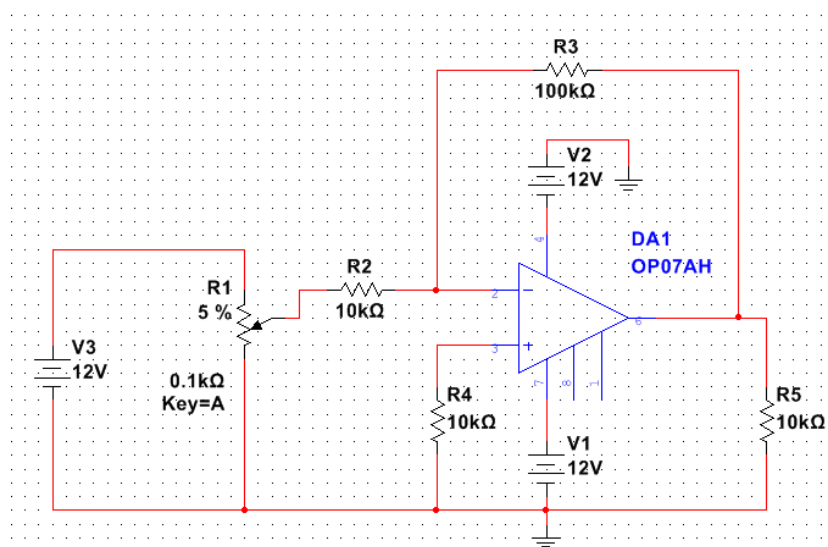 R3
100kΩ
V2
12V
4
DA1
OP07AH
R1
5 %
R2
10kΩ
2
6
3
V3
12V
0.1kΩ
Key=A
7
8
1
R4
10kΩ
R5
10kΩ
V1
12V